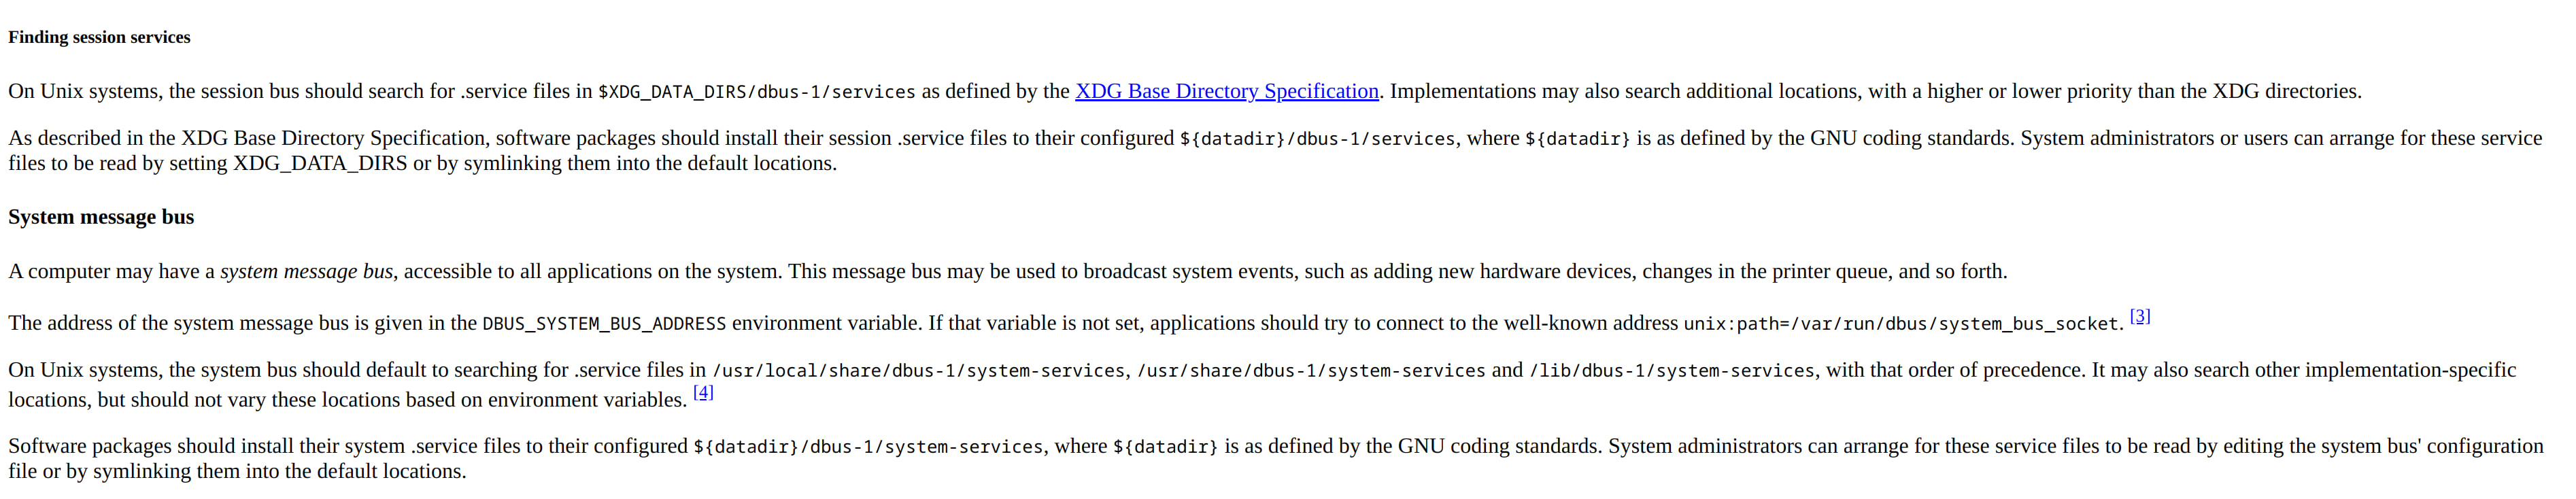 Finding session services
On Unix systems, the session bus should search for .service files in $XDG_DATA_DIRS/dbus-1/services as defined by the XDG Base Directory Specification. Implementations may also search additional locations, with a higher or lower priority than the XDG directories.
As described in the XDG Base Directory Specification, software packages should install their session .service files to their configured ${datadir}/dbus-1/services, where ${datadir} is as defined by the GNU coding standards. System administrators or users can arrange for these service
files to be read by setting XDG_DATA_DIRS or by symlinking them into the default locations.
System message bus
A computer may have a system message bus, accessible to all applications on the system. This message bus may be used to broadcast system events, such as adding new hardware devices, changes in the printer queue, and so forth.
The address of the system message bus is given in the DBUS_SYSTEM_BUS_ADDRESS environment variable. If that variable is not set, applications should try to connect to the well-known address unix:path=/var/run/dbus/system_bus_socket. [3]
On Unix systems, the system bus should default to searching for .service files in /usr/local/share/dbus-1/system-services, /usr/share/dbus-1/system-services and /lib/dbus-1/system-services, with that order of precedence. It may also search other implementation-specific
locations, but should not vary these locations based on environment variables. [4]
Software packages should install their system .service files to their configured ${datadir}/dbus-1/system-services, where ${datadir} is as defined by the GNU coding standards. System administrators can arrange for these service files to be read by editing the system bus' configuration
file or by symlinking them into the default locations.